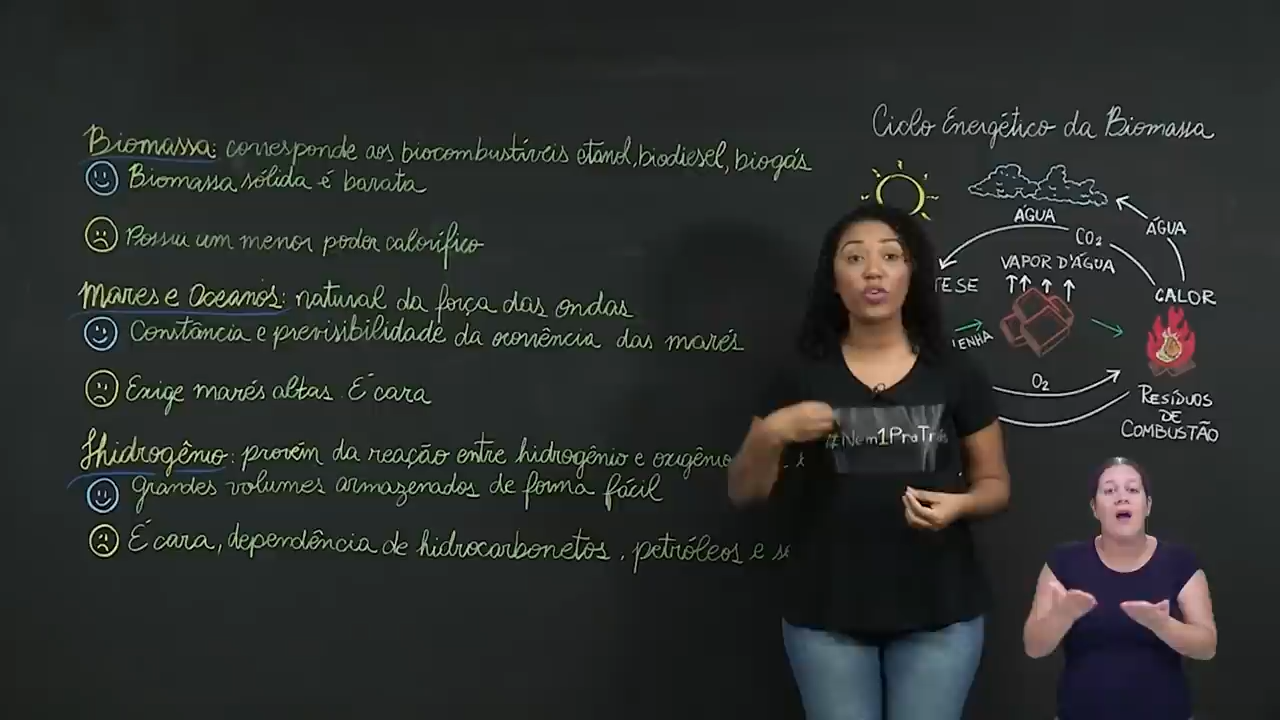 Biomassa: corresponde aos biocombustíveis etanol, biodiesel, biogás
Biomassa sólida é barata
Possui um menor poder calorífico
Mares e Oceanos: natural da força das ondas
Constância e previsibilidade da ocorrência das marés
Exige marés altas. É cara
Hidrogênio: provém da reação entre hidrogênio e oxigênio
Grandes volumes armazenados de forma fácil
É cara, dependência de hidrocarbonetos, petróleos e
Ciclo Energético da Biomassa
ÁGUA
ÁGUA
CO2
VAPOR D'ÁGUA
TESE
CALOR
LENHA
O2
RESÍDUOS
DE
COMBUSTÃO
#Nem1PraTrás